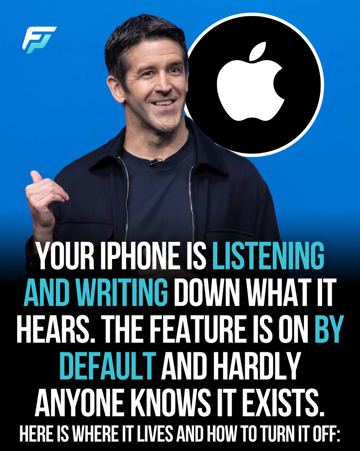 YOUR IPHONE IS LISTENING
AND WRITING DOWN WHAT IT
HEARS. THE FEATURE IS ON BY
DEFAULT AND HARDLY
ANYONE KNOWS IT EXISTS.
HERE IS WHERE IT LIVES AND HOW TO TURN IT OFF: